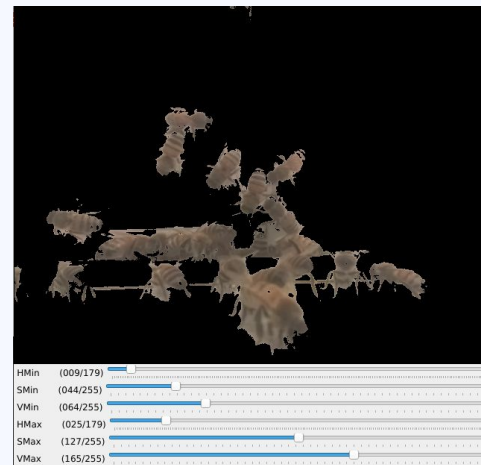 HMin (009/179)
SMin (044/255)
VMin (064/255)
HMax (025/179)
SMax (127/255)
VMax (165/255)